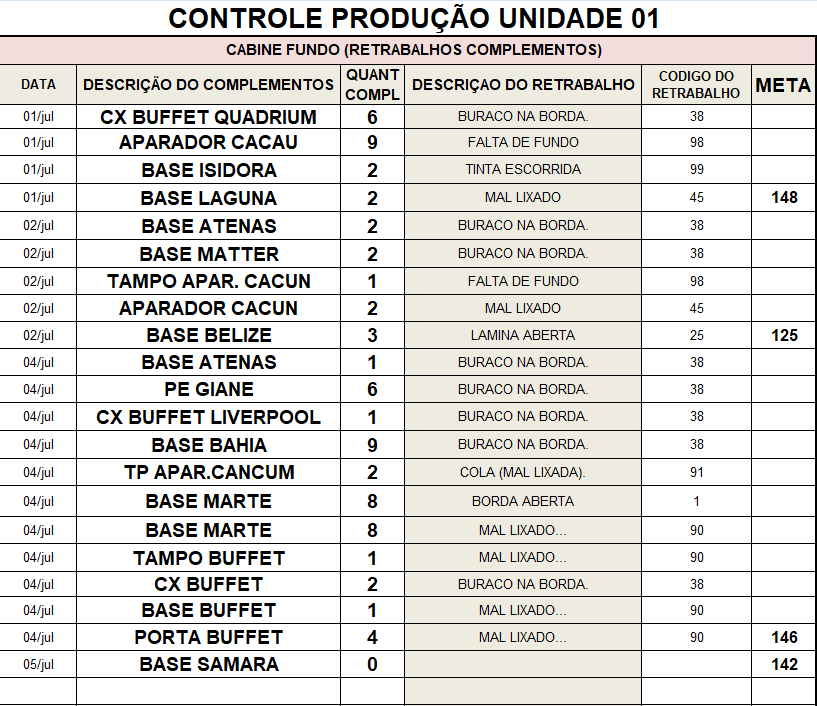 CONTROLE PRODUÇÃO UNIDADE 01
CABINE FUNDO (RETRABALHOS COMPLEMENTOS)
DATA DESCRIÇÃO DO COMPLEMENTOS QUANT COMPL DESCRIÇAO DO RETRABALHO CODIGO DO RETRABALHO META
01/jul CX BUFFET QUADRIUM 6 BURACO NA BORDA. 38
01/jul APARADOR CACAU 9 FALTA DE FUNDO 98
01/jul BASE ISIDORA 2 TINTA ESCORRIDA 99
01/jul BASE LAGUNA 2 MAL LIXADO 45 148
02/jul BASE ATENAS 2 BURACO NA BORDA. 38
02/jul BASE MATTER 2 BURACO NA BORDA. 38
02/jul TAMPO APAR. CACUN 1 FALTA DE FUNDO 98
02/jul APARADOR CACUN 2 MAL LIXADO 45
02/jul BASE BELIZE 3 LAMINA ABERTA 25 125
04/jul BASE ATENAS 1 BURACO NA BORDA. 38
04/jul PE GIANE 6 BURACO NA BORDA. 38
04/jul CX BUFFET LIVERPOOL 1 BURACO NA BORDA. 38
04/jul BASE BAHIA 9 BURACO NA BORDA. 38
04/jul TP APAR.CANCUM 2 COLA (MAL LIXADA). 91
04/jul BASE MARTE 8 BORDA ABERTA 1
04/jul BASE MARTE 8 MAL LIXADO... 90
04/jul TAMPO BUFFET 1 MAL LIXADO... 90
04/jul CX BUFFET 2 BURACO NA BORDA. 38
04/jul BASE BUFFET 1 MAL LIXADO... 90
04/jul PORTA BUFFET 4 MAL LIXADO... 90 146
05/jul BASE SAMARA 0 142